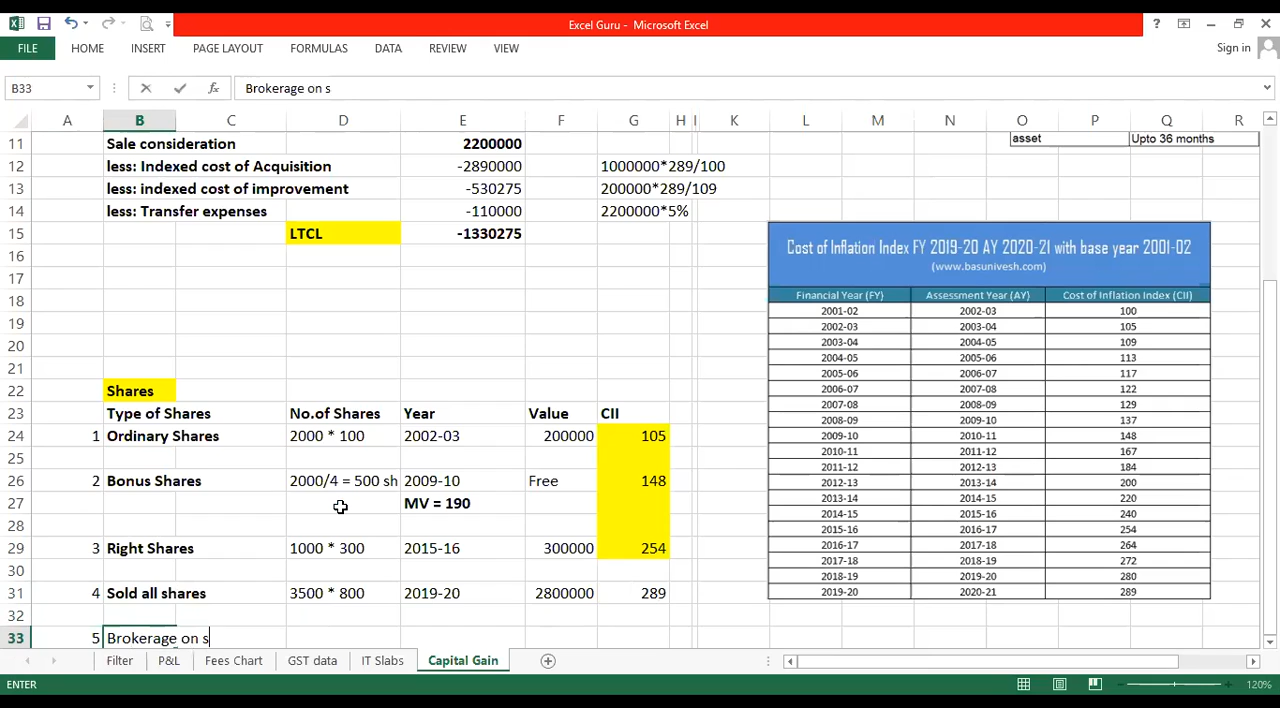 Excel Guru - Microsoft Excel
?
Sign in
FILE HOME INSERT PAGE LAYOUT FORMULAS DATA REVIEW VIEW
B33 fx Brokerage on s
A B C D E F G H I K L M N O P Q R
11 Sale consideration 2200000 asset Upto 36 months
12 less: Indexed cost of Acquisition -2890000 1000000*289/100
13 less: indexed cost of improvement -530275 200000*289/109
14 less: Transfer expenses -110000 2200000*5%
15 LTCL -1330275
16
17
18
19
20
21
22 Shares
23 Type of Shares No.of Shares Year Value CII
24 1 Ordinary Shares 2000 * 100 2002-03 200000 105
25
26 2 Bonus Shares 2000/4 = 500 sh 2009-10 Free 148
27 MV = 190
28
29 3 Right Shares 1000 * 300 2015-16 300000 254
30
31 4 Sold all shares 3500 * 800 2019-20 2800000 289
32
33 5 Brokerage on s
Cost of Inflation Index FY 2019-20 AY 2020-21 with base year 2001-02
(www.basunivesh.com)
Financial Year (FY) Assessment Year (AY) Cost of Inflation Index (CII)
2001-02 2002-03 100
2002-03 2003-04 105
2003-04 2004-05 109
2004-05 2005-06 113
2005-06 2006-07 117
2006-07 2007-08 122
2007-08 2008-09 129
2008-09 2009-10 137
2009-10 2010-11 148
2010-11 2011-12 167
2011-12 2012-13 184
2012-13 2013-14 200
2013-14 2014-15 220
2014-15 2015-16 240
2015-16 2016-17 254
2016-17 2017-18 264
2017-18 2018-19 272
2018-19 2019-20 280
2019-20 2020-21 289
Filter P&L Fees Chart GST data IT Slabs Capital Gain
ENTER 120%